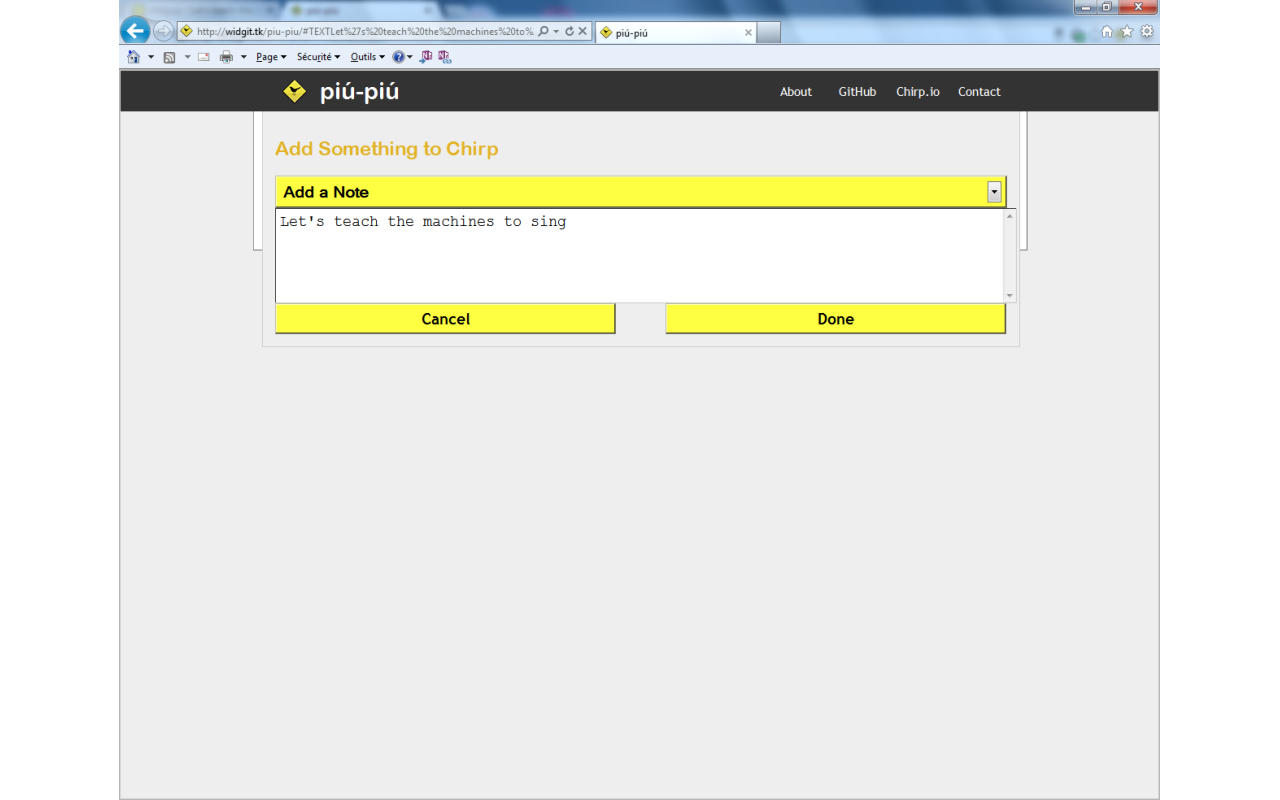 http://widgit.tk/piu-piu/#TEXTLet%27s%20teach%20the%20machines%20to%
piú-piú
Page Sécurité Outils
piú-piú
About GitHub Chirp.io Contact
Add Something to Chirp
Add a Note
Let's teach the machines to sing
Cancel Done